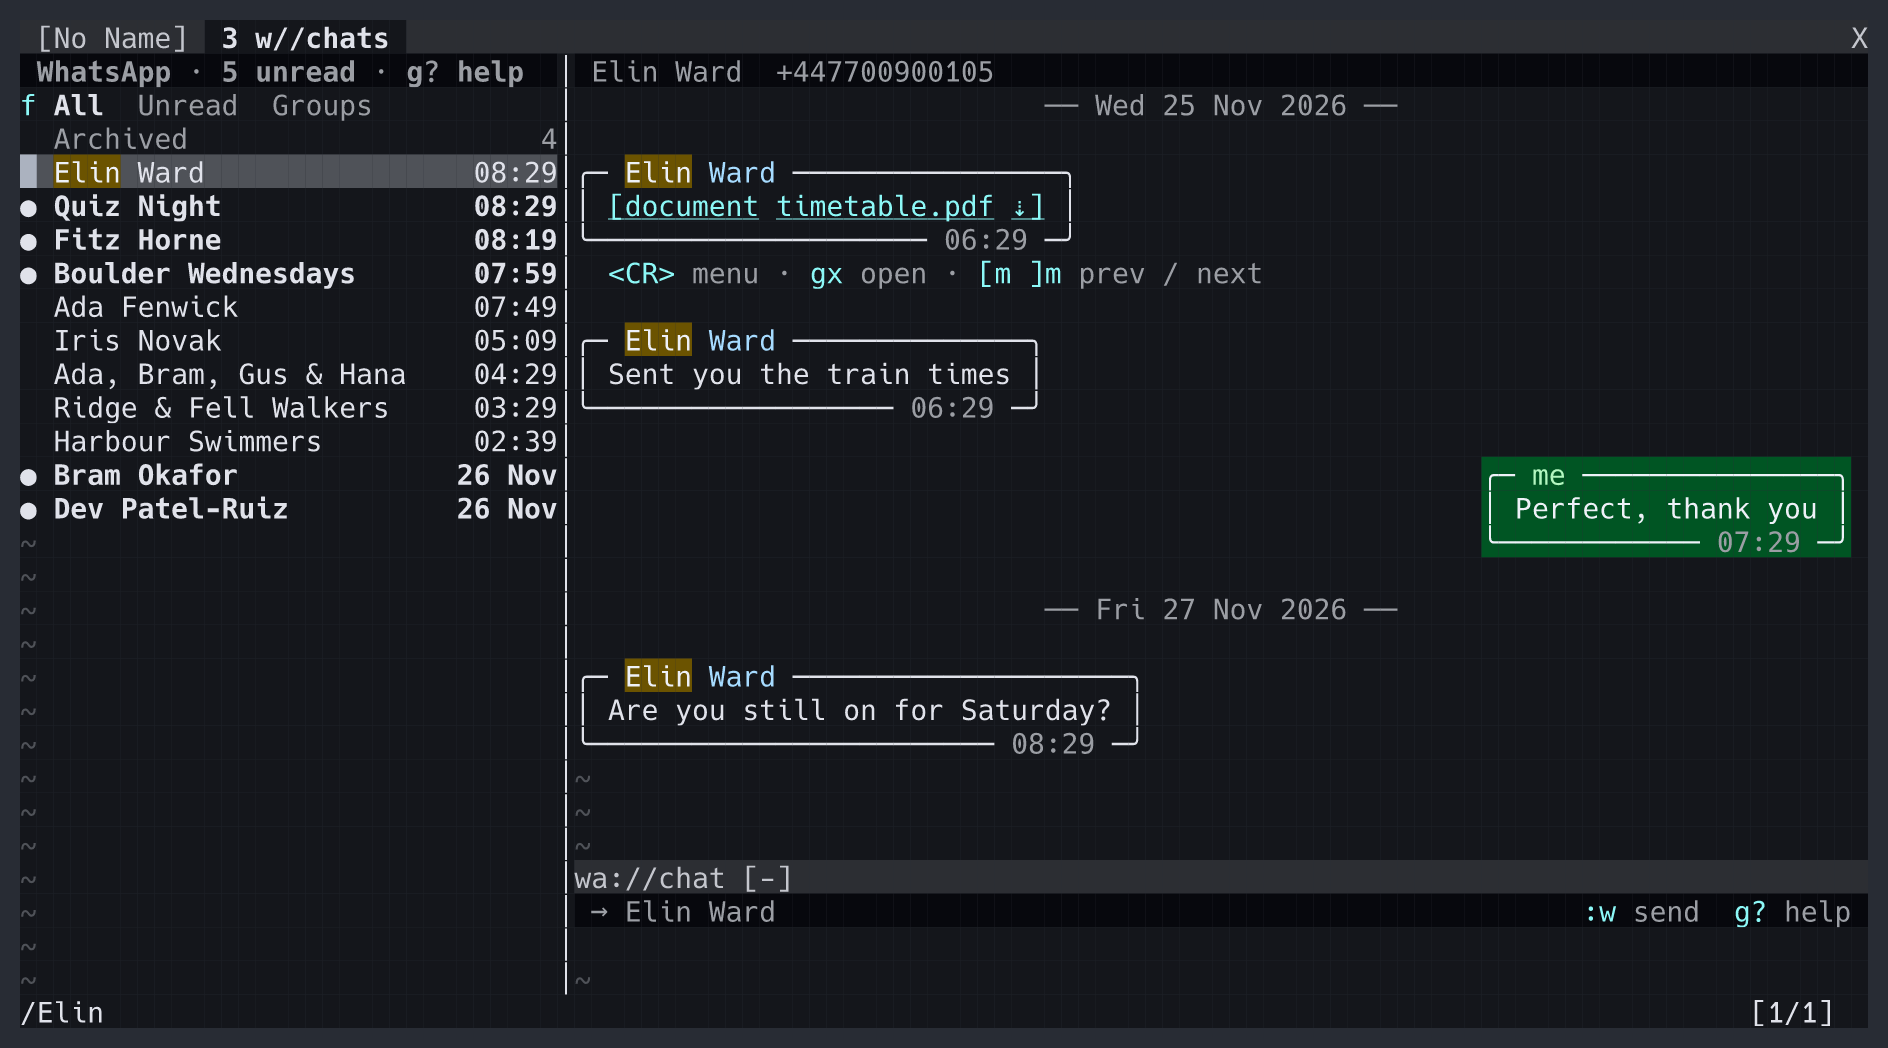 [No Name]  3 w//chats  X
WhatsApp · 5 unread · g? help
f All  Unread  Groups
Archived 4
Elin Ward 08:29
● Quiz Night 08:29
● Fitz Horne 08:19
● Boulder Wednesdays 07:59
Ada Fenwick 07:49
Iris Novak 05:09
Ada, Bram, Gus & Hana 04:29
Ridge & Fell Walkers 03:29
Harbour Swimmers 02:39
● Bram Okafor 26 Nov
● Dev Patel-Ruiz 26 Nov
~
~
~
~
~
~
~
~
~
~
~
~
~
~
Elin Ward  +447700900105
── Wed 25 Nov 2026 ──
Elin Ward
[document timetable.pdf ⇣]
06:29
<CR> menu · gx open · [m ]m prev / next
Elin Ward
Sent you the train times
06:29
me
Perfect, thank you
07:29
── Fri 27 Nov 2026 ──
Elin Ward
Are you still on for Saturday?
08:29
~
~
~
wa://chat [-]
→ Elin Ward  :w send  g? help
~
/Elin  [1/1]